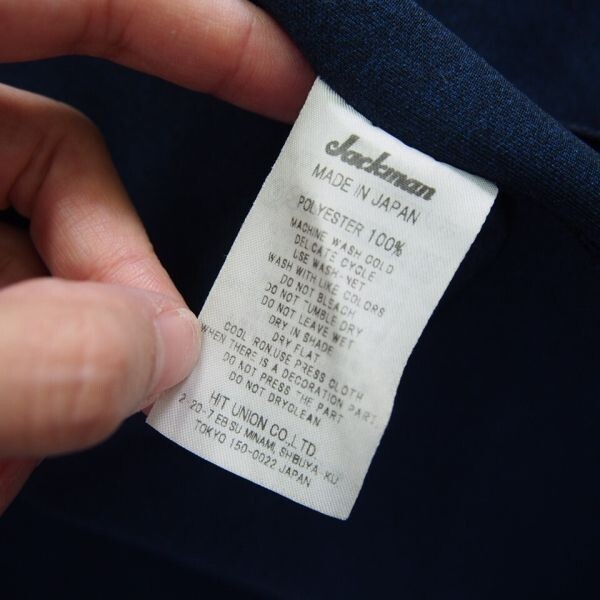 Jackman
MADE IN JAPAN
POLYESTER 100%
MACHINE WASH COLD
DELICATE CYCLE
USE WASH-NET
WASH WITH LIKE COLORS
DO NOT BLEACH
DO NOT TUMBLE DRY
DO NOT LEAVE WET
DRY IN SHADE
DRY FLAT
COOL IRON.USE PRESS CLOTH
WHEN THERE IS A DECORATION PART
DO NOT PRESS THE PART
DO NOT DRYCLEAN
HIT UNION CO.,LTD.
2-20-7 EBISU MINAMI, SHIBUYA-KU
TOKYO 150-0022 JAPAN